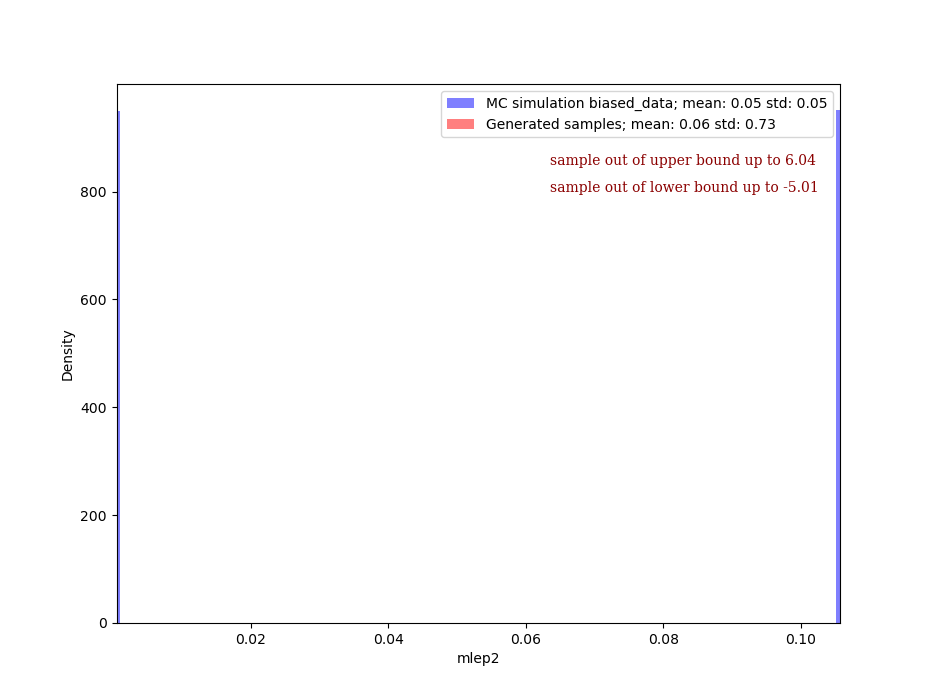 MC simulation biased_data; mean: 0.05 std: 0.05
Generated samples; mean: 0.06 std: 0.73
sample out of upper bound up to 6.04
sample out of lower bound up to -5.01
800
600
400
200
0
Density
0.02 0.04 0.06 0.08 0.10
mlep2